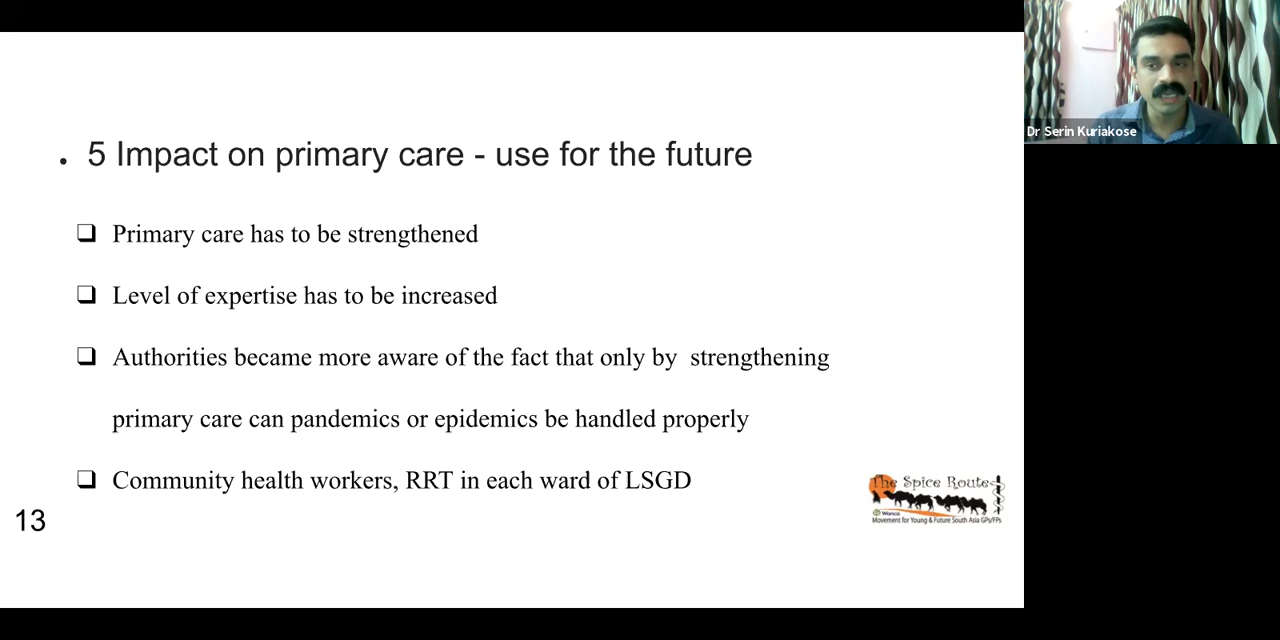 Dr Serin Kuriakose
• 5 Impact on primary care - use for the future
❑ Primary care has to be strengthened
❑ Level of expertise has to be increased
❑ Authorities became more aware of the fact that only by strengthening
primary care can pandemics or epidemics be handled properly
❑ Community health workers, RRT in each ward of LSGD
The Spice Route
Wonca
Movement for Young & Future South Asia GPs/FPs
13